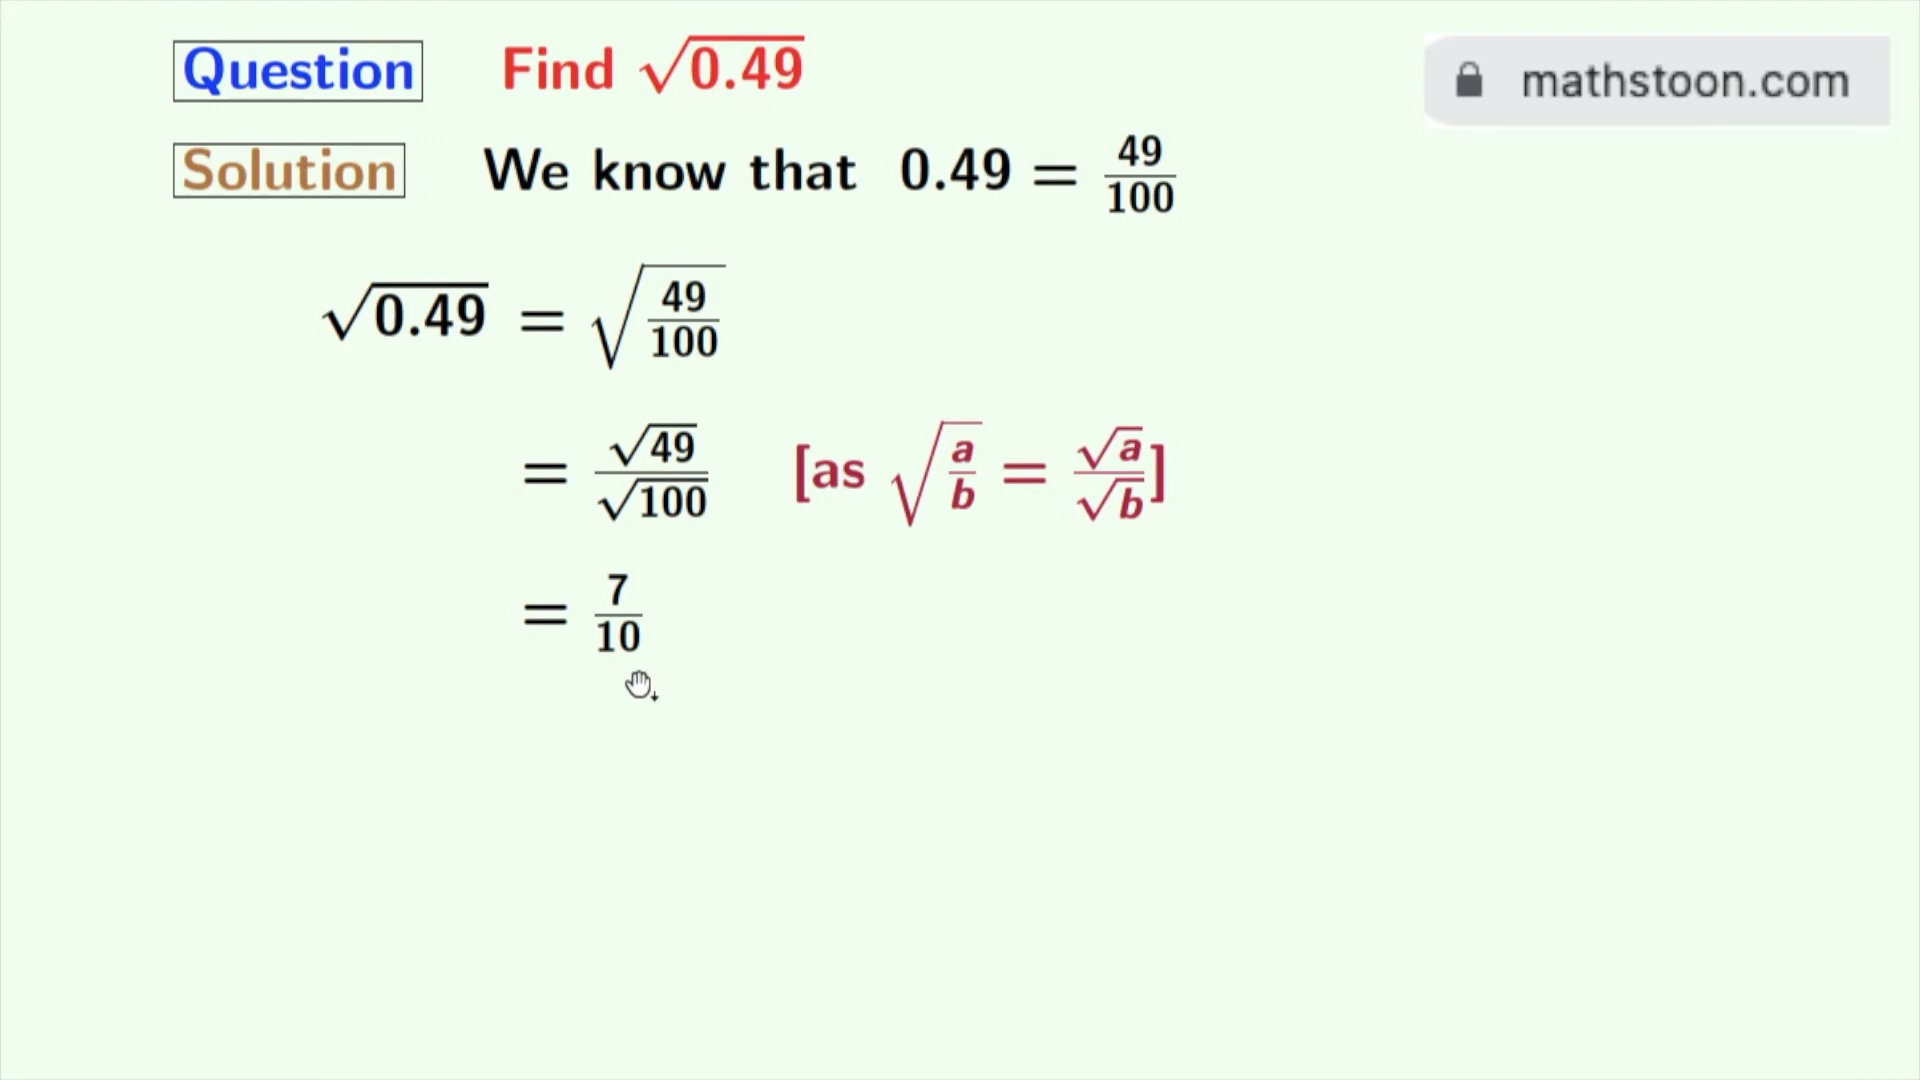 Question Find √0.49
mathstoon.com
Solution We know that 0.49 = 49/100
√0.49 = √(49/100)
= √49/√100 [as √(a/b) = √a/√b]
= 7/10